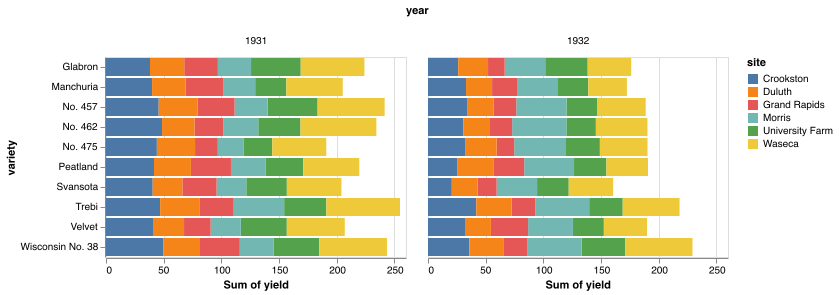 year
1931
1932
site
Crookston
Duluth
Grand Rapids
Morris
University Farm
Waseca
variety
Glabron
Manchuria
No. 457
No. 462
No. 475
Peatland
Svansota
Trebi
Velvet
Wisconsin No. 38
0 50 100 150 200 250
0 50 100 150 200 250
Sum of yield
Sum of yield